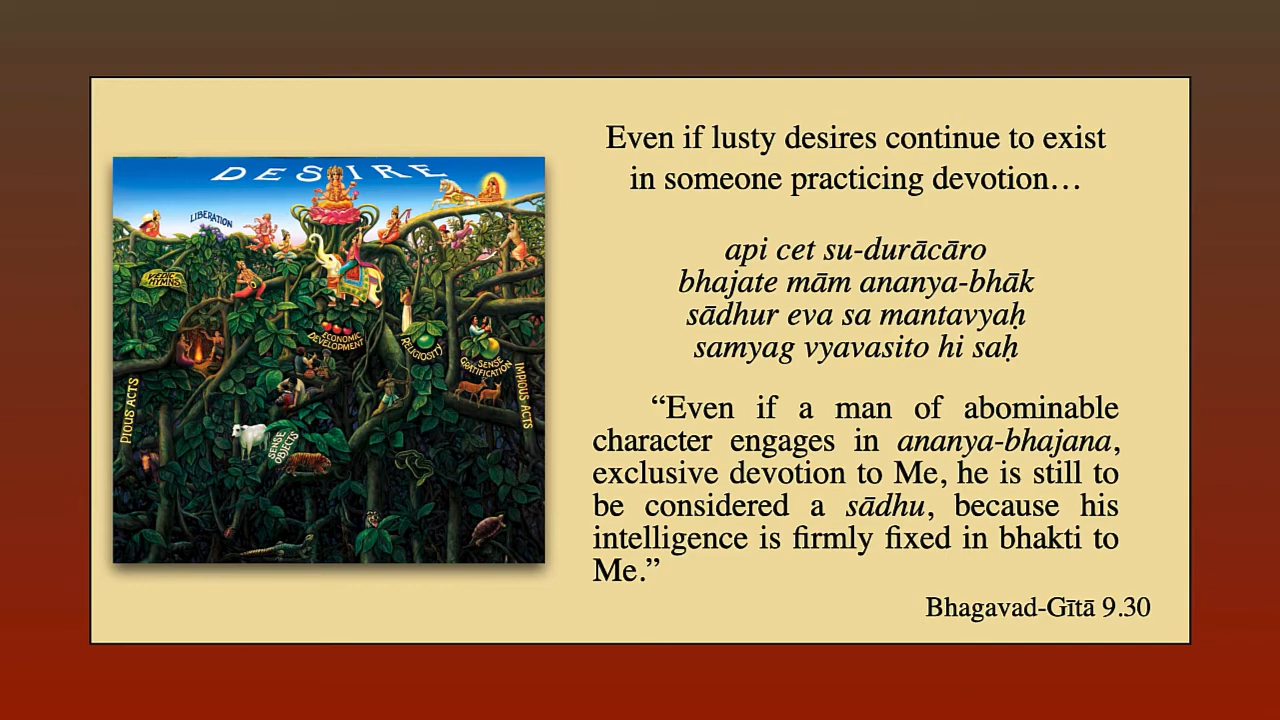 DESIRE
LIBERATION
VEDIC
HYMNS
ECONOMIC
DEVELOPMENT
RELIGIOSITY
SENSE
GRATIFICATION
PIOUS ACTS
IMPIOUS ACTS
SENSE
OBJECTS
Even if lusty desires continue to exist
in someone practicing devotion…
api cet su-durācāro
bhajate mām ananya-bhāk
sādhur eva sa mantavyaḥ
samyag vyavasito hi saḥ
“Even if a man of abominable
character engages in ananya-bhajana,
exclusive devotion to Me, he is still to
be considered a sādhu, because his
intelligence is firmly fixed in bhakti to
Me.”
Bhagavad-Gītā 9.30